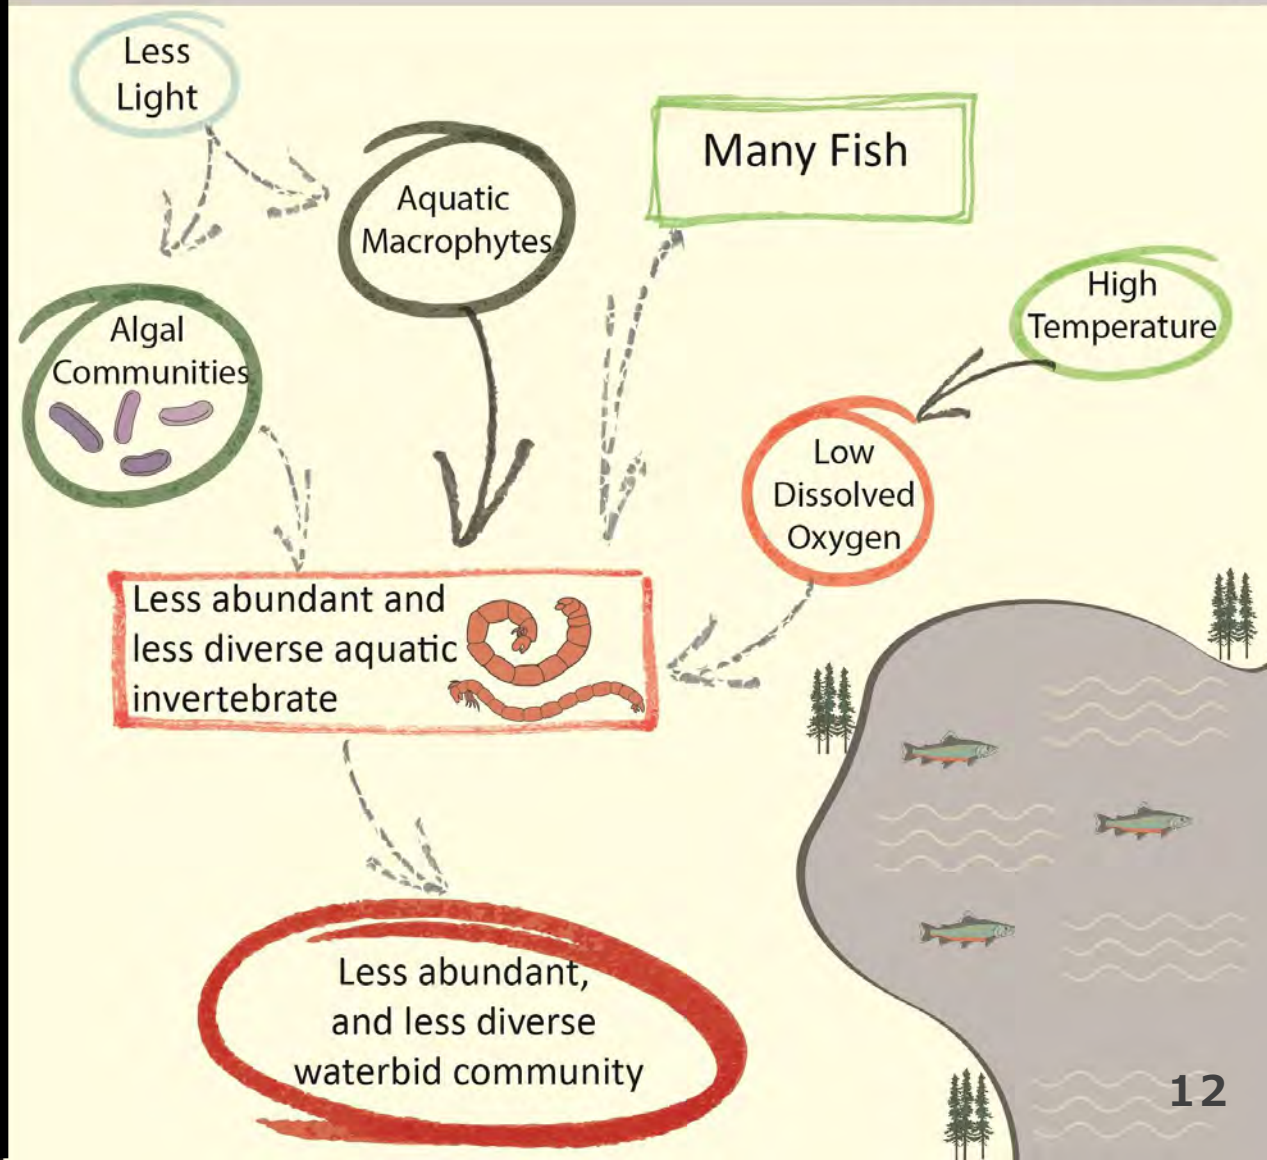 Less
Light
Many Fish
Aquatic
Macrophytes
High
Temperature
Algal
Communities
Low
Dissolved
Oxygen
Less abundant and
less diverse aquatic
invertebrate
Less abundant,
and less diverse
waterbid community
12